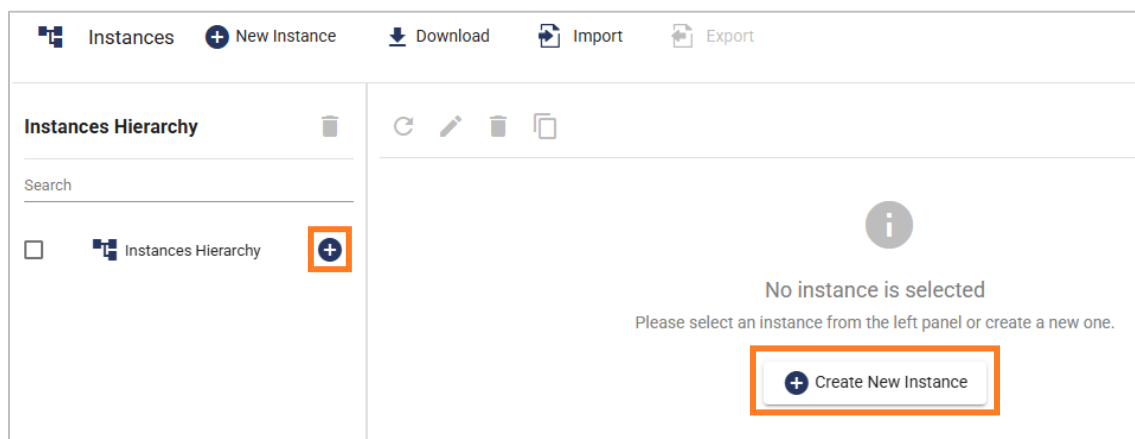 Instances New Instance Download Import Export
Instances Hierarchy
Search
Instances Hierarchy
No instance is selected
Please select an instance from the left panel or create a new one.
Create New Instance